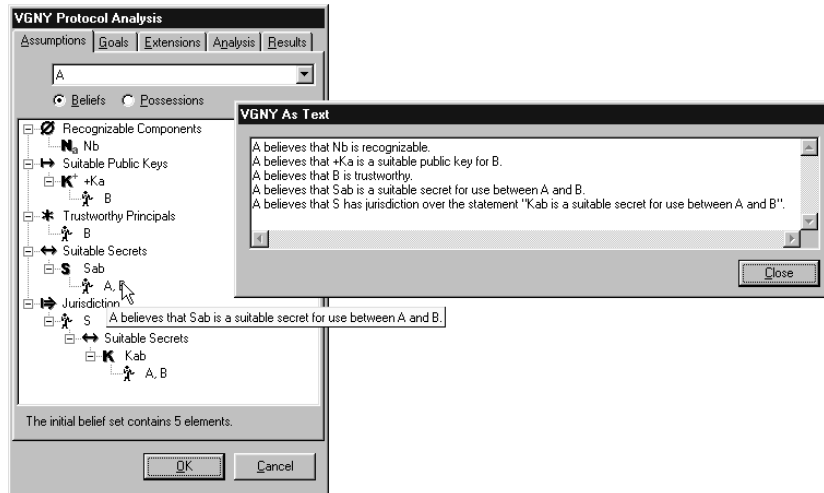 VGNY Protocol Analysis
Assumptions Goals Extensions Analysis Results
A
Beliefs Possessions
Recognizable Components
Na Nb
Suitable Public Keys
K+ +Ka
B
Trustworthy Principals
B
Suitable Secrets
S Sab
A, B
Jurisdiction
S
Suitable Secrets
K Kab
A, B
The initial belief set contains 5 elements.
OK Cancel
VGNY As Text
A believes that Nb is recognizable.
A believes that +Ka is a suitable public key for B.
A believes that B is trustworthy.
A believes that Sab is a suitable secret for use between A and B.
A believes that S has jurisdiction over the statement "Kab is a suitable secret for use between A and B".
Close
A believes that Sab is a suitable secret for use between A and B.